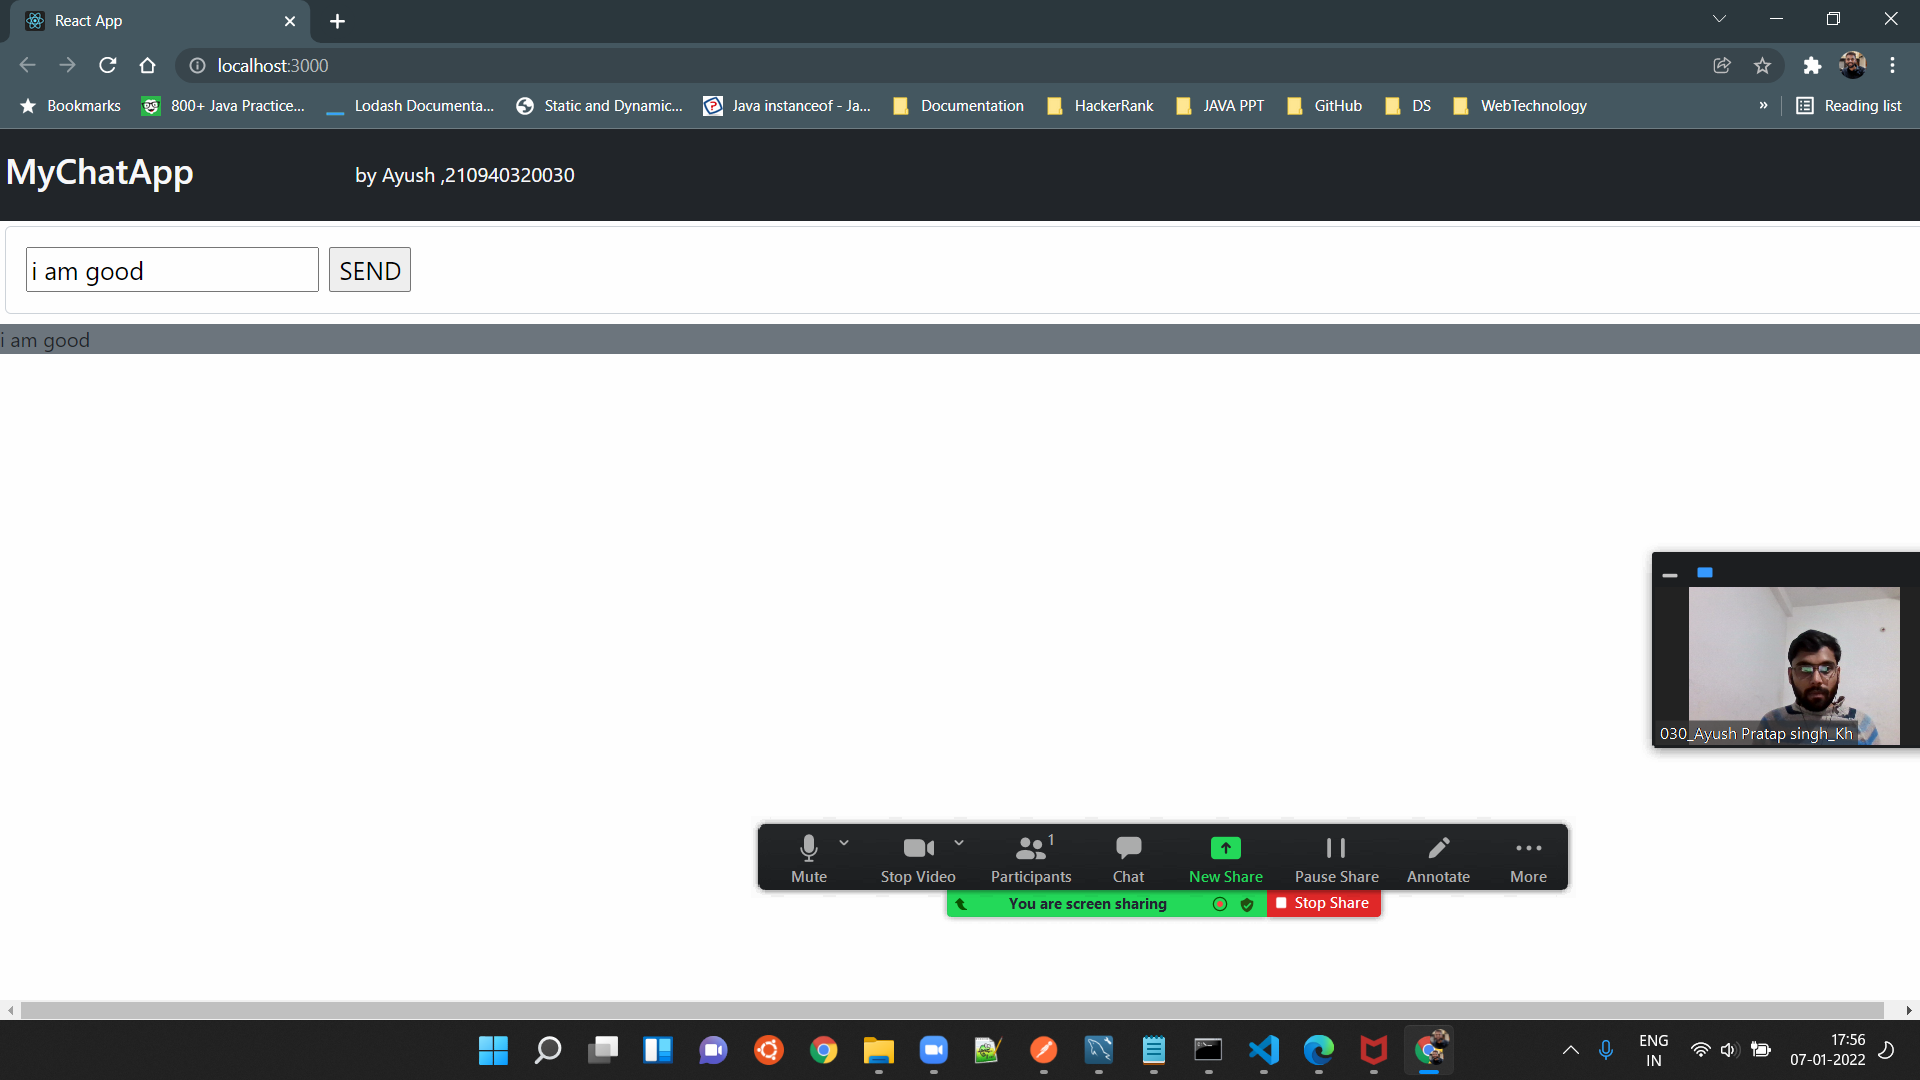 React App
localhost:3000
Bookmarks 800+ Java Practice... Lodash Documenta... Static and Dynamic... Java instanceof - Ja... Documentation HackerRank JAVA PPT GitHub DS WebTechnology » Reading list
MyChatApp by Ayush ,210940320030
i am good SEND
i am good
030_Ayush Pratap singh_Kh
1
Mute Stop Video Participants Chat New Share Pause Share Annotate More
You are screen sharing Stop Share
ENG 17:56
IN 07-01-2022